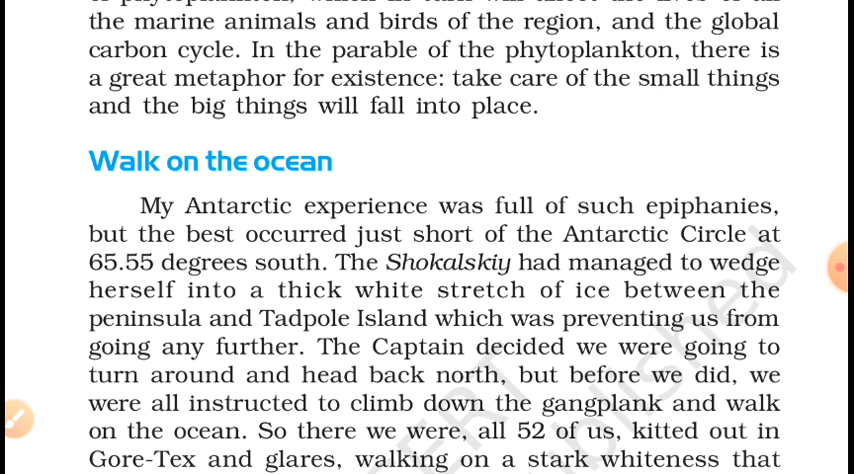 the marine animals and birds of the region, and the global
carbon cycle. In the parable of the phytoplankton, there is
a great metaphor for existence: take care of the small things
and the big things will fall into place.
Walk on the ocean
My Antarctic experience was full of such epiphanies,
but the best occurred just short of the Antarctic Circle at
65.55 degrees south. The Shokalskiy had managed to wedge
herself into a thick white stretch of ice between the
peninsula and Tadpole Island which was preventing us from
going any further. The Captain decided we were going to
turn around and head back north, but before we did, we
were all instructed to climb down the gangplank and walk
on the ocean. So there we were, all 52 of us, kitted out in
Gore-Tex and glares, walking on a stark whiteness that